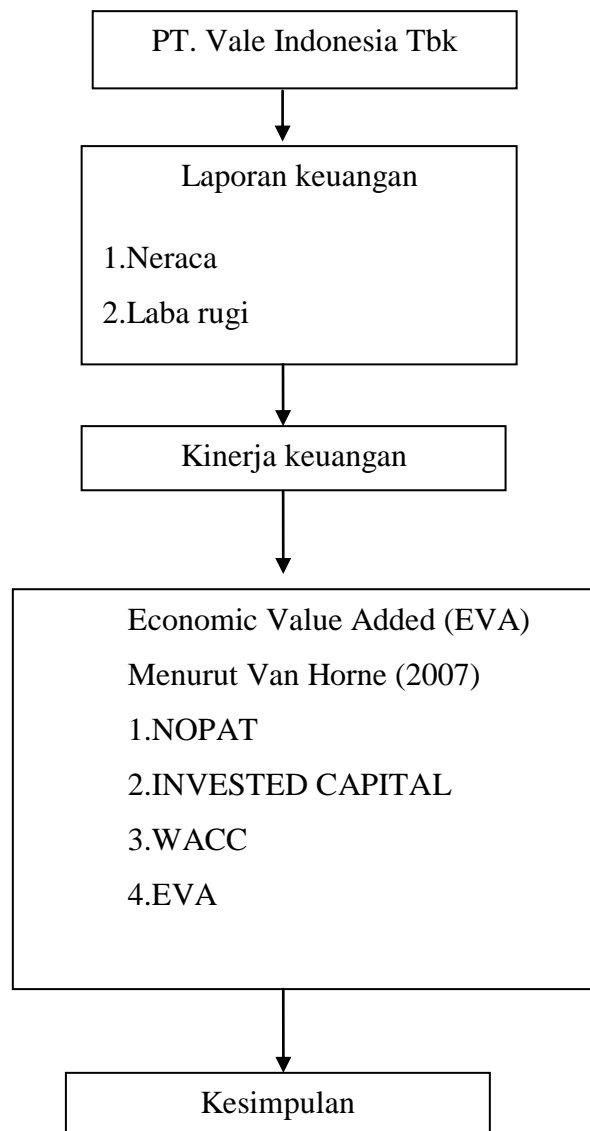 PT. Vale Indonesia Tbk
Laporan keuangan
1.Neraca
2.Laba rugi
Kinerja keuangan
Economic Value Added (EVA)
Menurut Van Horne (2007)
1.NOPAT
2.INVESTED CAPITAL
3.WACC
4.EVA
Kesimpulan